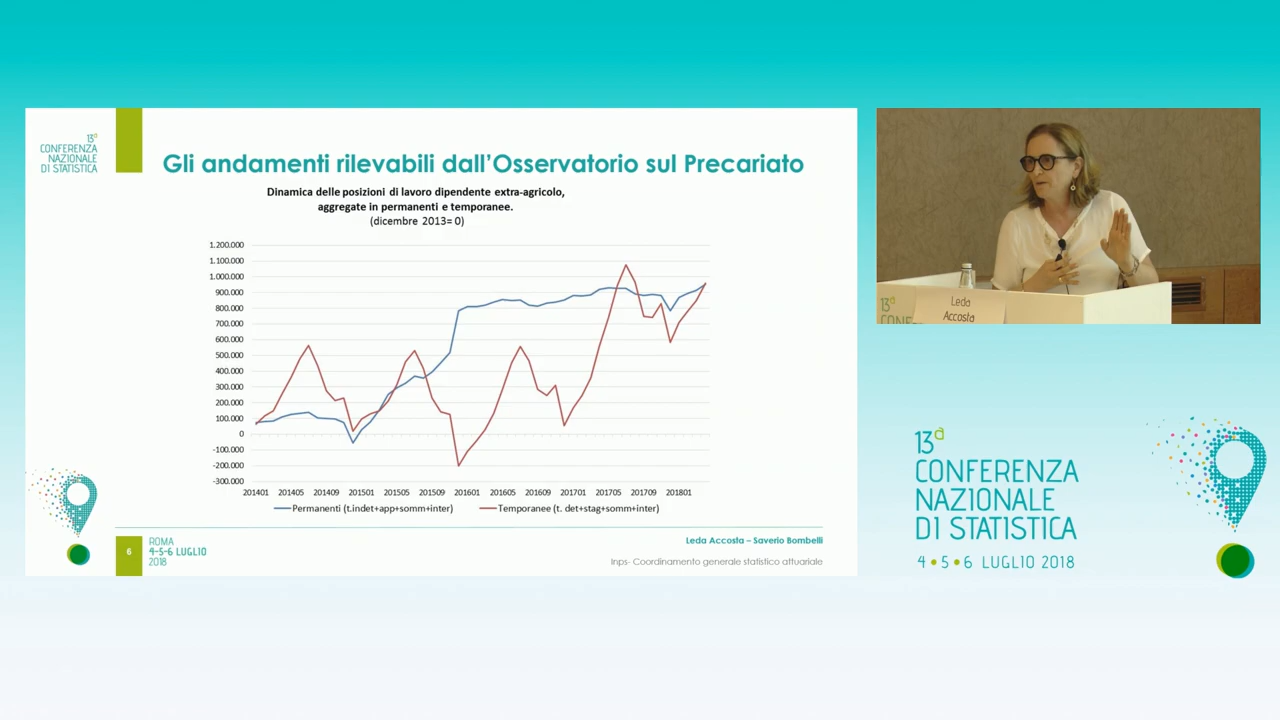 13ª
CONFERENZA
NAZIONALE
DI STATISTICA
Gli andamenti rilevabili dall'Osservatorio sul Precariato
Dinamica delle posizioni di lavoro dipendente extra-agricolo,
aggregate in permanenti e temporanee.
(dicembre 2013= 0)
1.200.000
1.100.000
1.000.000
900.000
800.000
700.000
600.000
500.000
400.000
300.000
200.000
100.000
0
-100.000
-200.000
-300.000
201401 201405 201409 201501 201505 201509 201601 201605 201609 201701 201705 201709 201801
Permanenti (t.indet+app+somm+inter) Temporanee (t. det+stag+somm+inter)
6
ROMA
4-5-6 LUGLIO
2018
Leda Accosta – Saverio Bombelli
Inps- Coordinamento generale statistico attuariale
13ª
CONF
Leda
Accosta
13ª
CONFERENZA
NAZIONALE
DI STATISTICA
4 • 5 • 6 LUGLIO 2018